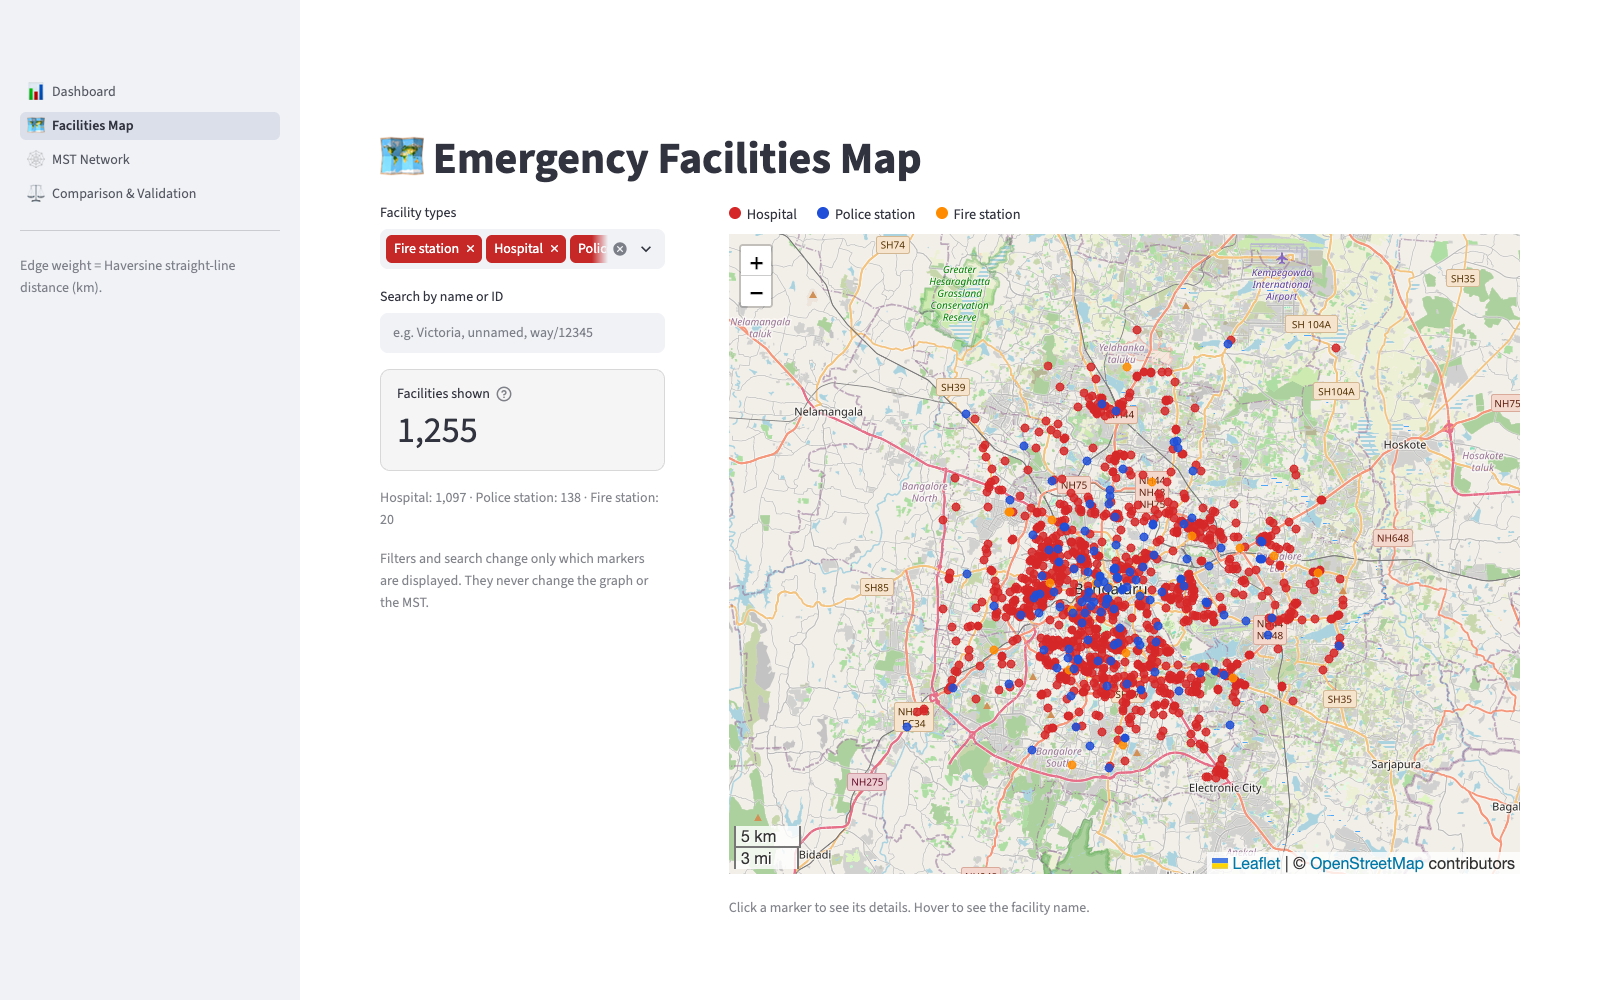 Dashboard
Facilities Map
MST Network
Comparison & Validation
Edge weight = Haversine straight-line
distance (km).
Emergency Facilities Map
Facility types
Fire station
Hospital
Polic
Search by name or ID
e.g. Victoria, unnamed, way/12345
Facilities shown
1,255
Hospital: 1,097 · Police station: 138 · Fire station:
20
Filters and search change only which markers
are displayed. They never change the graph or
the MST.
Hospital
Police station
Fire station
+
−
SH74
Greater
Hesaraghatta
Grassland
Conservation
Reserve
Kempegowda
International
Airport
SH35
Nelamangala
taluk
SH 104A
Yelahanka
taluku
SH39
SH104A
NH75
Nelamangala
Hoskote
Hosakote
taluk
Bangalore
North
NH75
NH44
NH648
SH85
Bengaluru
NH48
SH35
EC34
Bangalore
South
NH275
Sarjapura
Electronic City
Bagal
5 km
3 mi
Bidadi
Leaflet | © OpenStreetMap contributors
Click a marker to see its details. Hover to see the facility name.